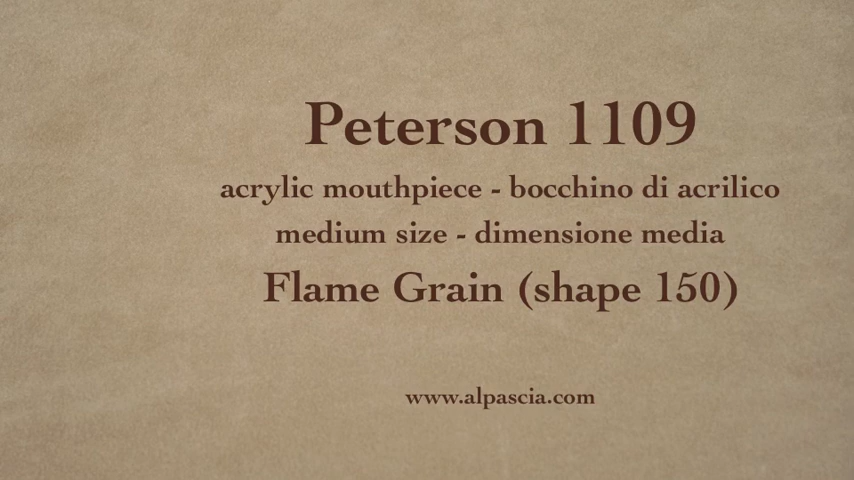 Peterson 1109
acrylic mouthpiece - bocchino di acrilico
medium size - dimensione media
Flame Grain (shape 150)
www.alpascia.com